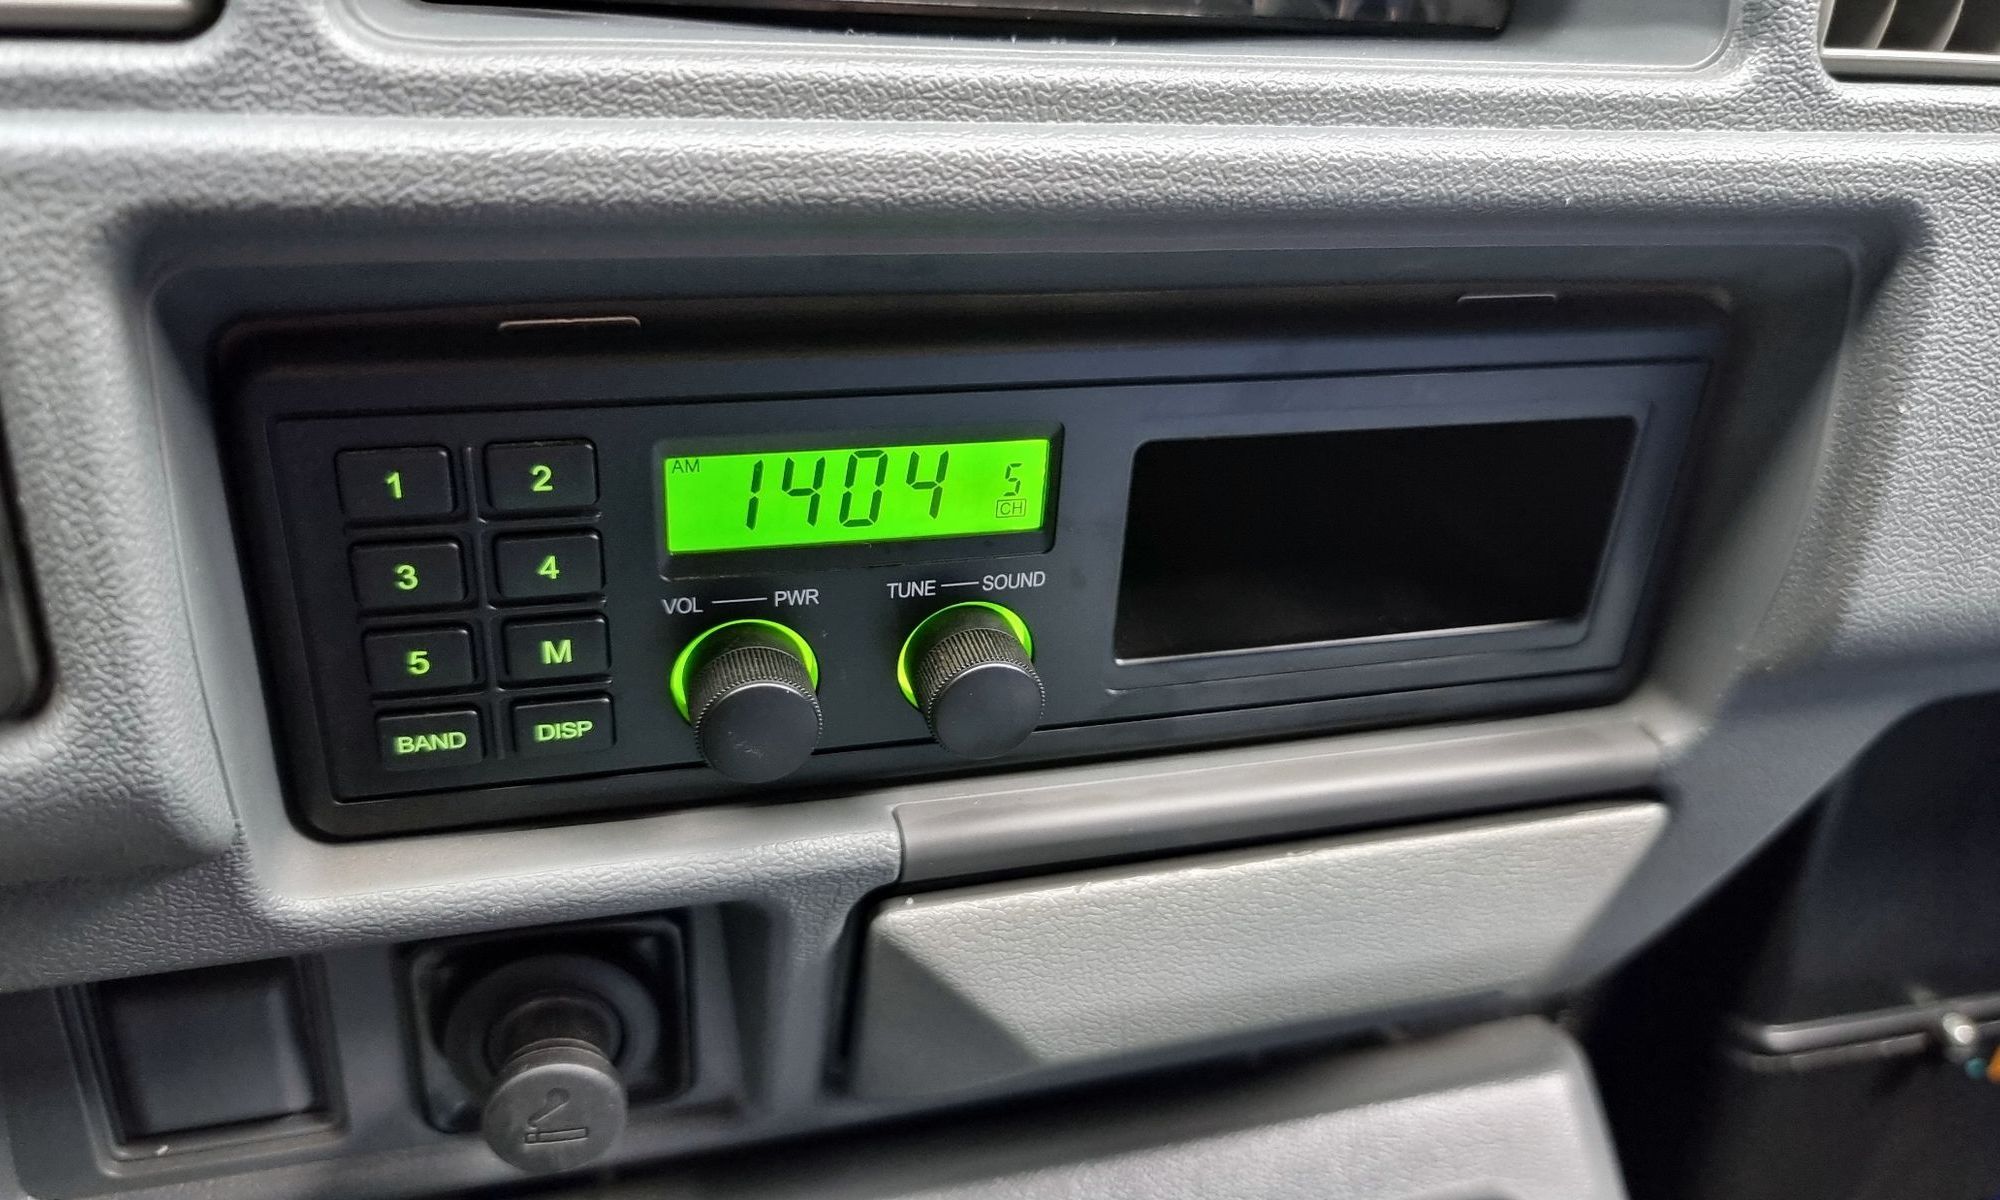 AM 1404 5
CH
1 2
3 4
5 M
BAND DISP
VOL PWR
TUNE SOUND